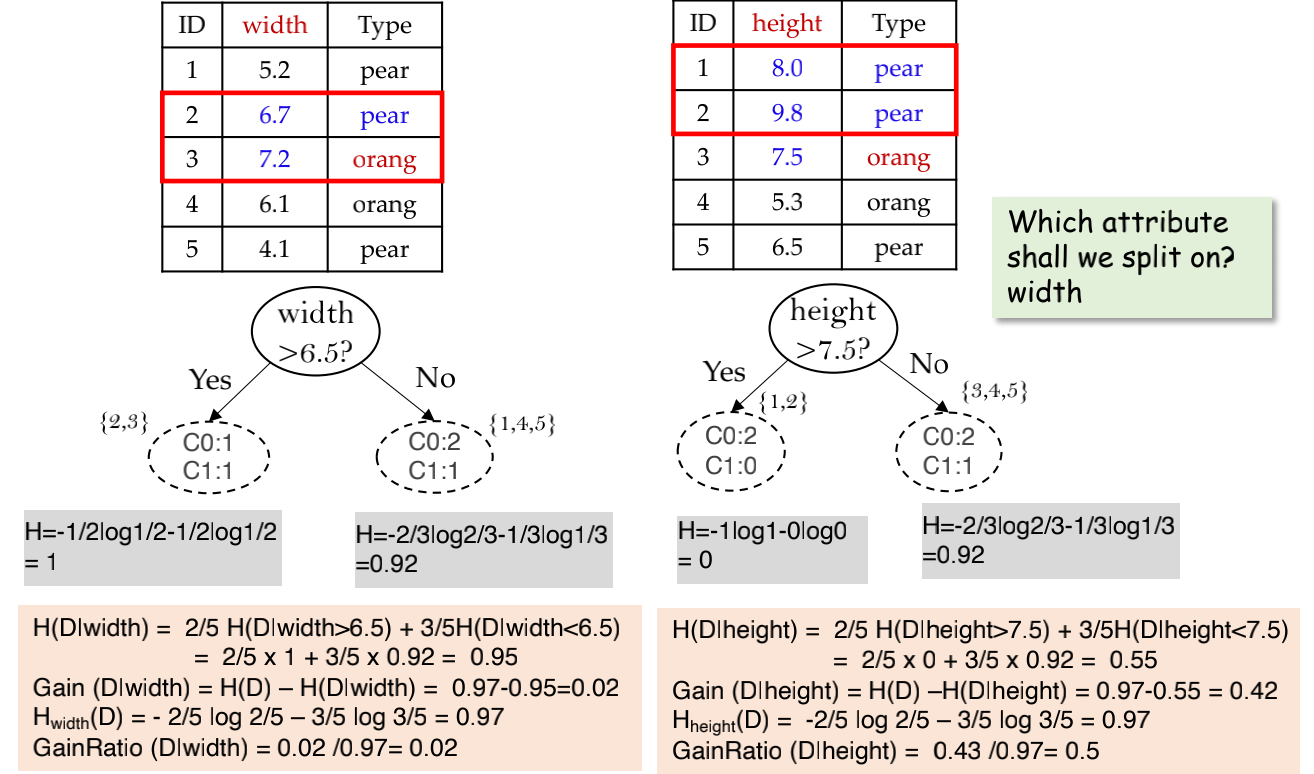 ID width Type
1 5.2 pear
2 6.7 pear
3 7.2 orang
4 6.1 orang
5 4.1 pear
ID height Type
1 8.0 pear
2 9.8 pear
3 7.5 orang
4 5.3 orang
5 6.5 pear
Which attribute
shall we split on?
width
width
>6.5?
Yes
No
{2,3}
C0:1
C1:1
{1,4,5}
C0:2
C1:1
height
>7.5?
Yes
No
{1,2}
C0:2
C1:0
{3,4,5}
C0:2
C1:1
H=-1/2log1/2-1/2log1/2
= 1
H=-2/3log2/3-1/3log1/3
=0.92
H=-1log1-0log0
= 0
H=-2/3log2/3-1/3log1/3
=0.92
H(D|width) = 2/5 H(D|width>6.5) + 3/5H(D|width<6.5)
= 2/5 x 1 + 3/5 x 0.92 = 0.95
Gain (D|width) = H(D) – H(D|width) = 0.97-0.95=0.02
Hwidth(D) = - 2/5 log 2/5 – 3/5 log 3/5 = 0.97
GainRatio (D|width) = 0.02 /0.97= 0.02
H(D|height) = 2/5 H(D|height>7.5) + 3/5H(D|height<7.5)
= 2/5 x 0 + 3/5 x 0.92 = 0.55
Gain (D|height) = H(D) –H(D|height) = 0.97-0.55 = 0.42
Hheight(D) = -2/5 log 2/5 – 3/5 log 3/5 = 0.97
GainRatio (D|height) = 0.43 /0.97= 0.5